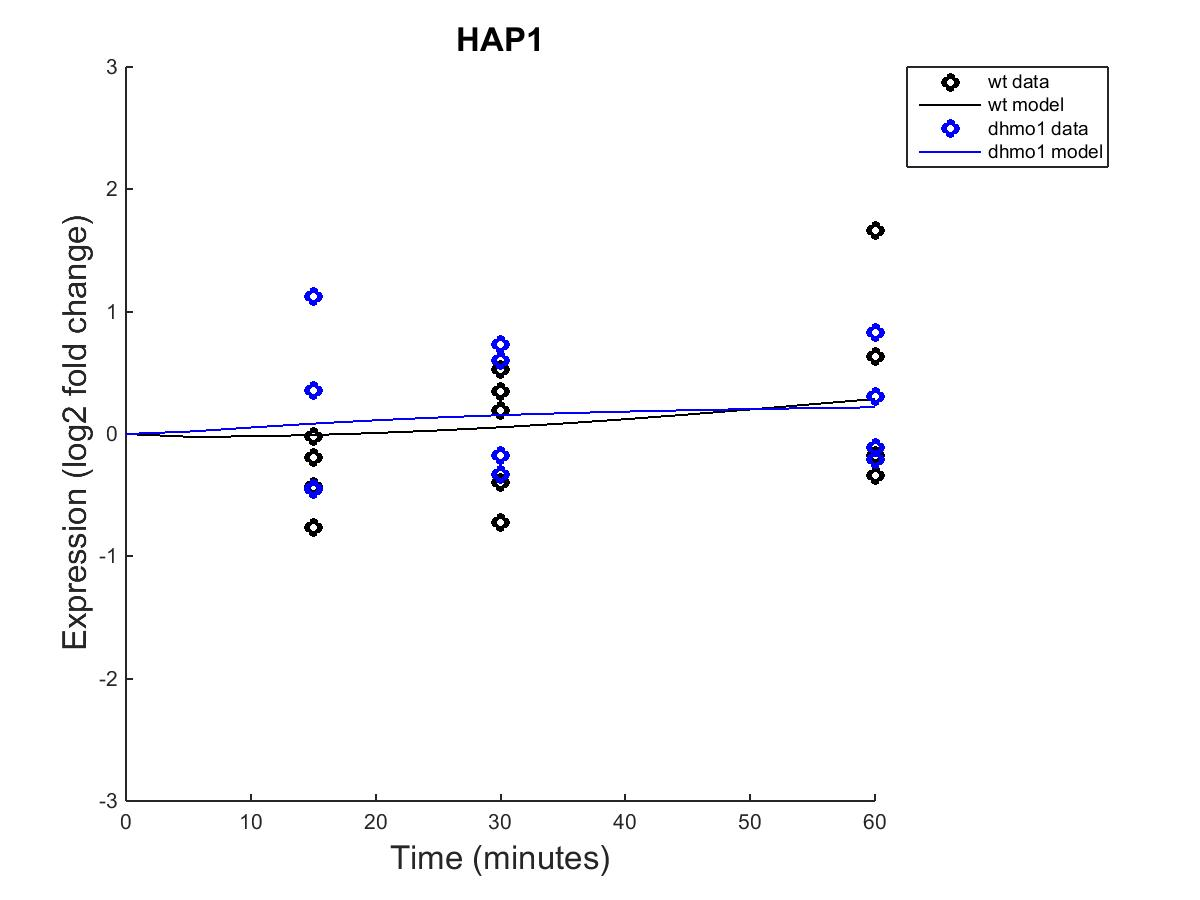 HAP1
wt data
wt model
dhmo1 data
dhmo1 model
Expression (log2 fold change)
3
2
1
0
-1
-2
-3
0 10 20 30 40 50 60
Time (minutes)